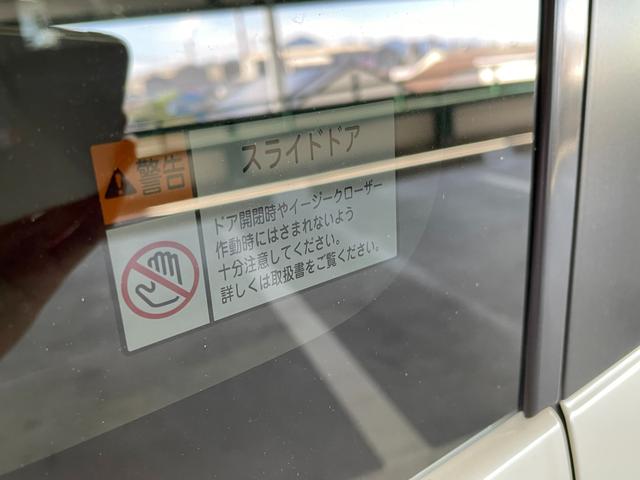 警告
スライドドア
ドア開閉時やイージークローザー
作動時にはさまれないよう
十分注意してください。
詳しくは取扱書をご覧ください。